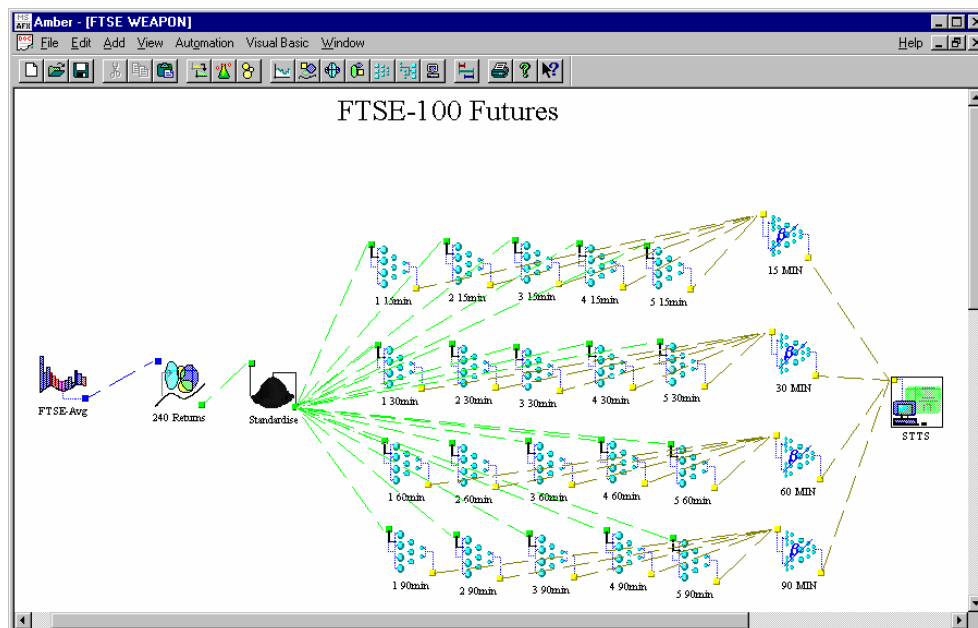 MS
AFX
Amber - [FTSE WEAPON]
DOC
File Edit Add View Automation Visual Basic Window Help
FTSE-100 Futures
1 15min 2 15min 3 15min 4 15min 5 15min
β 15 MIN
FTSE-Avg
240 Returns
Standardise
1 30min 2 30min 3 30min 4 30min 5 30min
β 30 MIN
STTS
1 60min 2 60min 3 60min 4 60min 5 60min
β 60 MIN
1 90min 2 90min 3 90min 4 90min 5 90min
β 90 MIN